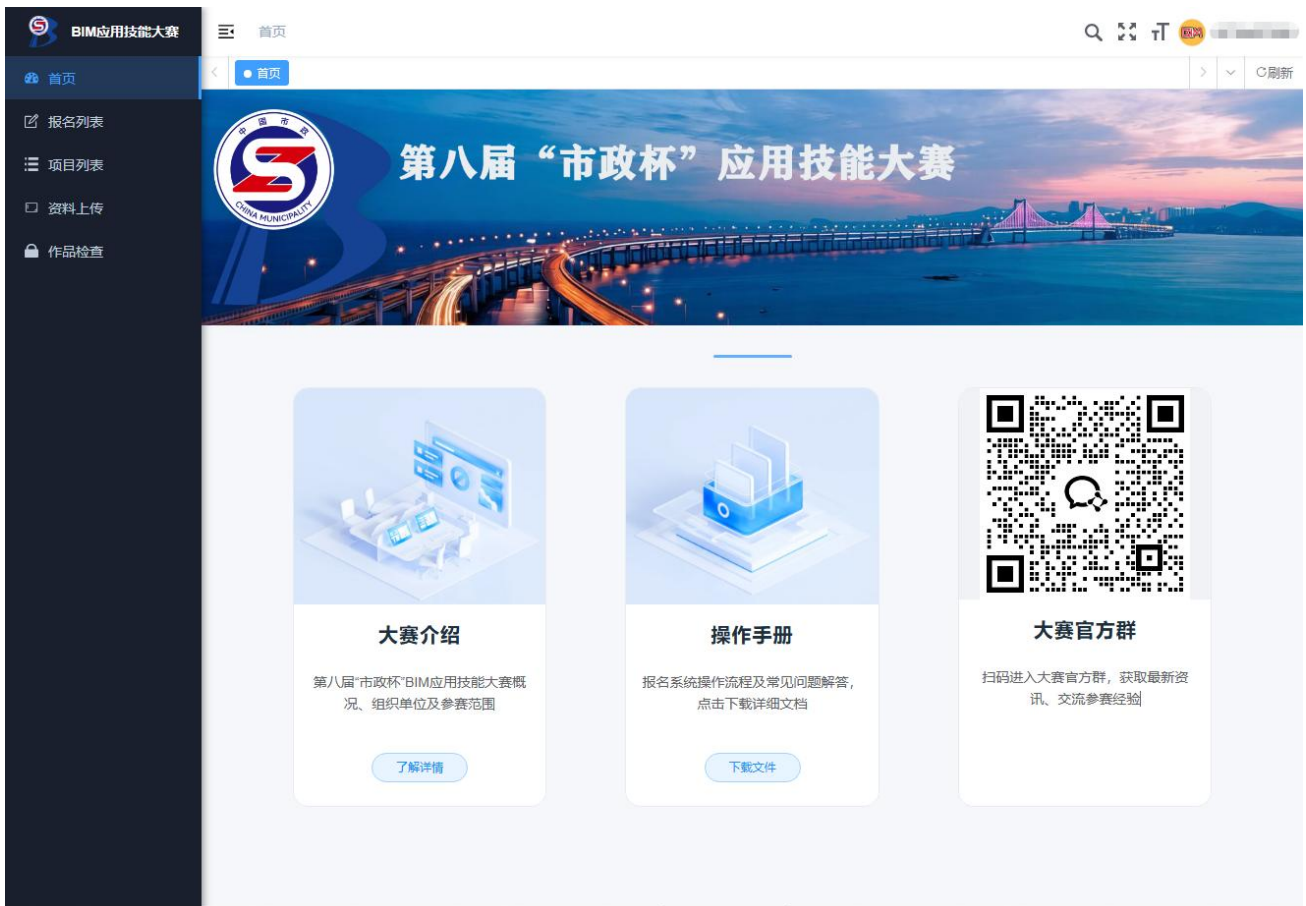 BIM应用技能大赛
首页
首页
首页
刷新
报名列表
项目列表
资料上传
作品检查
中国市政
CHINA MUNICIPALITY
第八届“市政杯”应用技能大赛
大赛介绍
第八届“市政杯”BIM应用技能大赛概
况、组织单位及参赛范围
了解详情
操作手册
报名系统操作流程及常见问题解答,
点击下载详细文档
下载文件
大赛官方群
扫码进入大赛官方群，获取最新资
讯、交流参赛经验